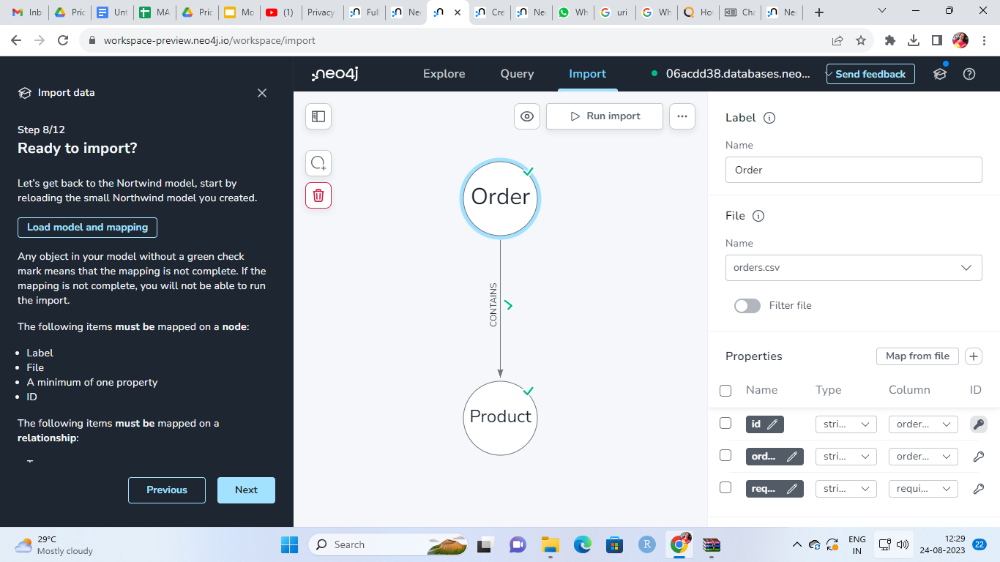 Inb
Pric
Unt
MA
Pric
Mo
(1)
Privacy
Full
Neo
Cre
Ne
Wh
uri
Wh
Hov
Cha
Ne
workspace-preview.neo4j.io/workspace/import
Import data
Step 8/12
Ready to import?
Let's get back to the Nortwind model, start by
reloading the small Northwind model you created.
Load model and mapping
Any object in your model without a green check
mark means that the mapping is not complete. If the
mapping is not complete, you will not be able to run
the import.
The following items must be mapped on a node:
Label
File
A minimum of one property
ID
The following items must be mapped on a
relationship:
Previous
Next
neo4j
Explore
Query
Import
06acdd38.databases.neo...
Send feedback
Run import
Order
CONTAINS
Product
Label
Name
Order
File
Name
orders.csv
Filter file
Properties
Map from file
Name
Type
Column
ID
id
stri...
order...
ord...
stri...
order...
req...
stri...
requi...
29°C
Mostly cloudy
Search
R
ENG
IN
12:29
24-08-2023
22